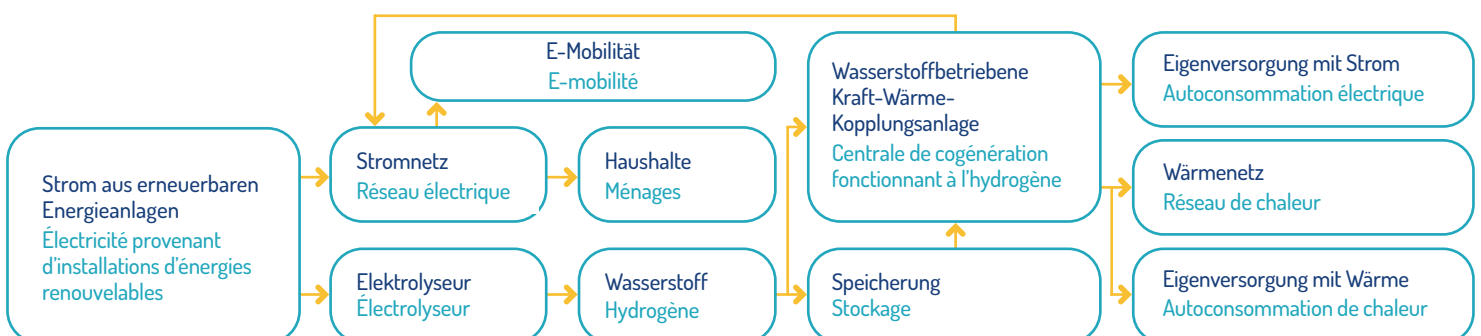 Strom aus erneuerbaren
Energieanlagen
Électricité provenant
d'installations d'énergies
renouvelables
E-Mobilität
E-mobilité
Stromnetz
Réseau électrique
Haushalte
Ménages
Elektrolyseur
Électrolyseur
Wasserstoff
Hydrogène
Wasserstoffbetriebene
Kraft-Wärme-
Kopplungsanlage
Centrale de cogénération
fonctionnant à l'hydrogène
Speicherung
Stockage
Eigenversorgung mit Strom
Autoconsommation électrique
Wärmenetz
Réseau de chaleur
Eigenversorgung mit Wärme
Autoconsommation de chaleur